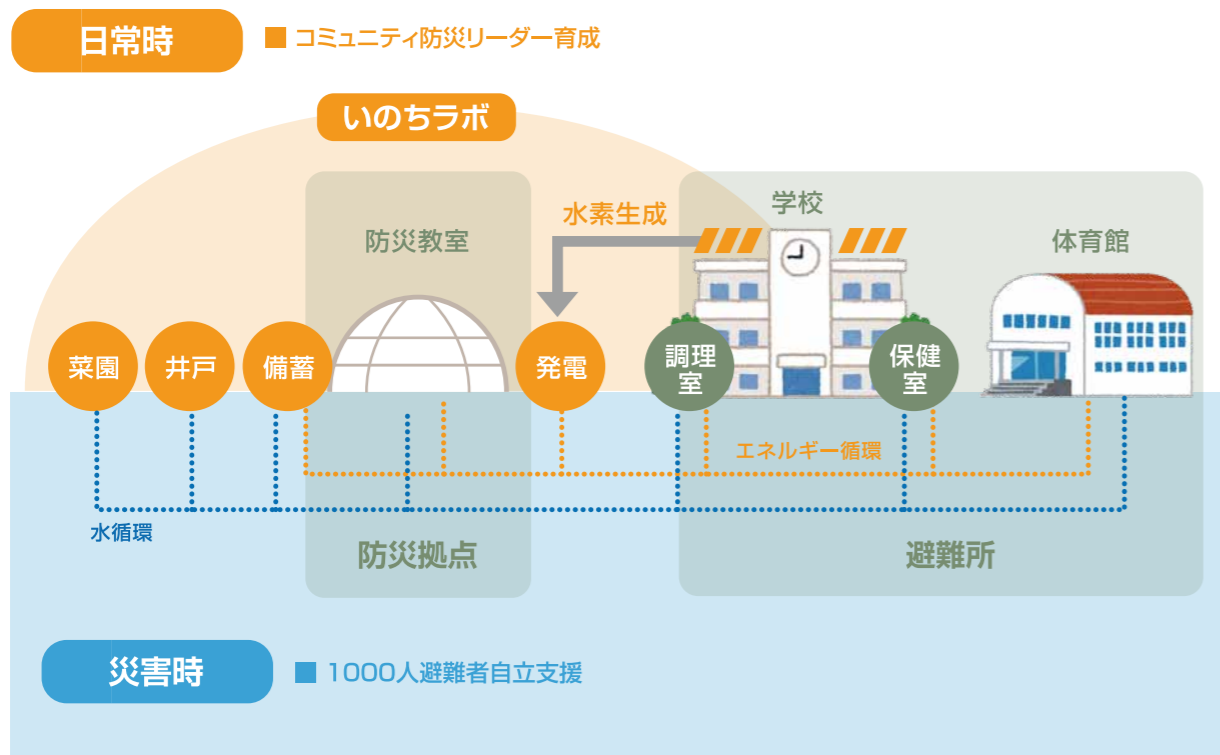 日常時
■ コミュニティ防災リーダー育成
いのちラボ
水素生成
学校
防災教室
体育館
菜園
井戸
備蓄
発電
調理
室
保健
室
エネルギー循環
水循環
防災拠点
避難所
災害時
■ 1000人避難者自立支援